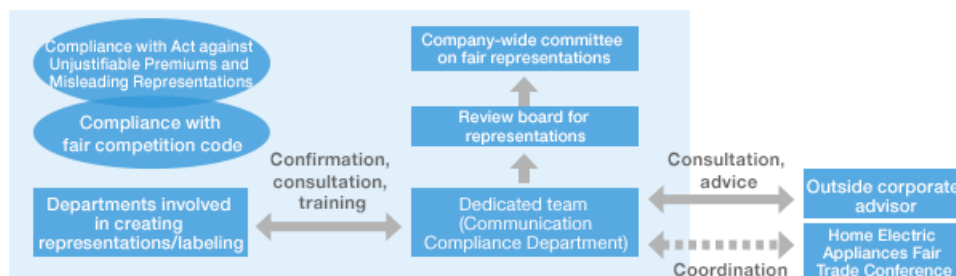 Compliance with Act against
Unjustifiable Premiums and
Misleading Representations
Compliance with
fair competition code
Company-wide committee
on fair representations
Review board for
representations
Confirmation,
consultation,
training
Departments involved
in creating
representations/labeling
Dedicated team
(Communication
Compliance Department)
Consultation,
advice
Outside corporate
advisor
Home Electric
Appliances Fair
Trade Conference
Coordination